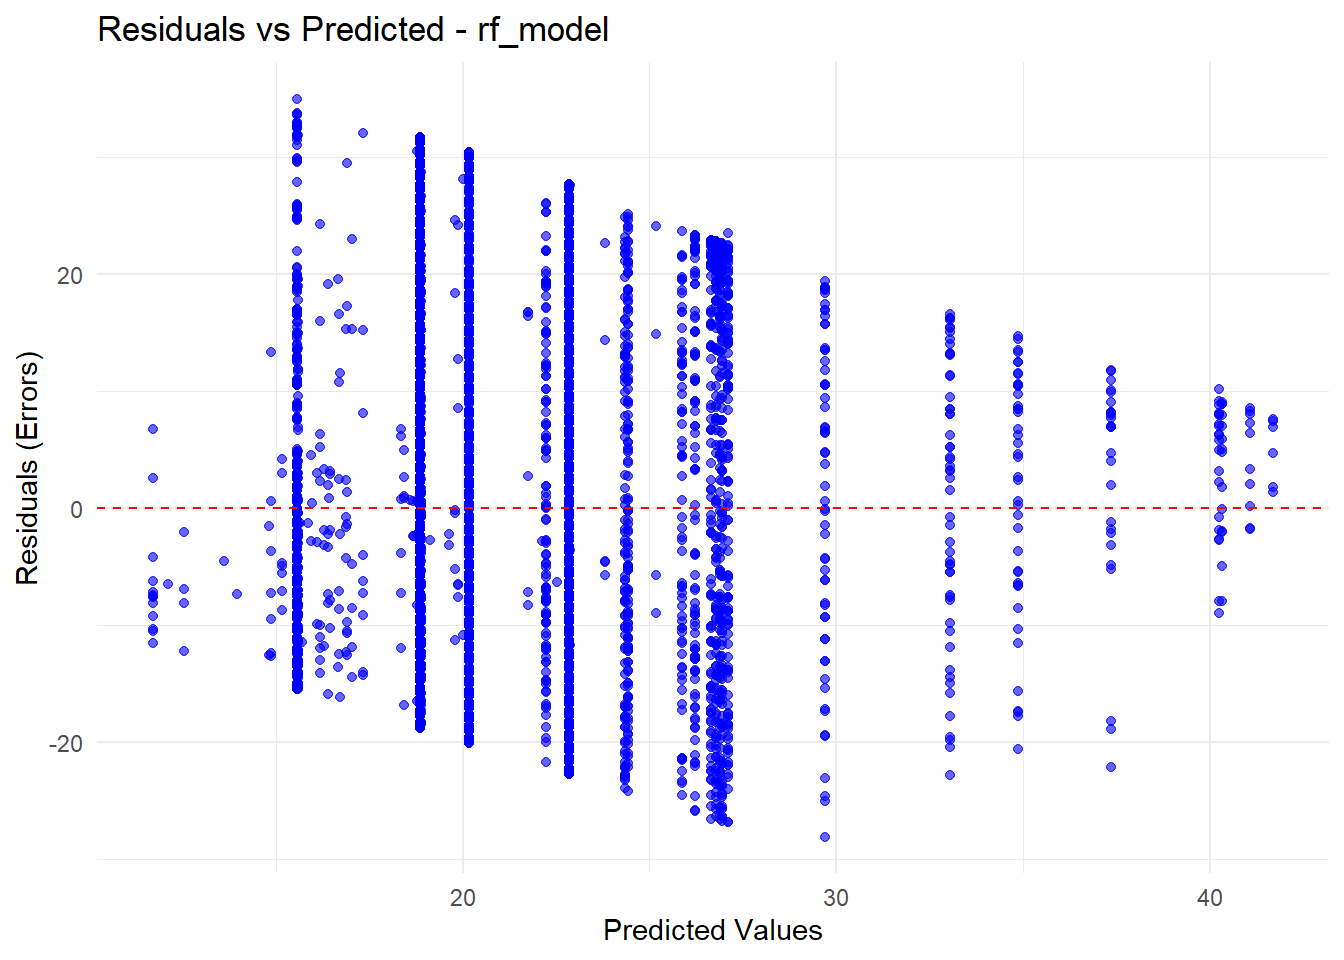 Residuals vs Predicted - rf_model
Residuals (Errors)
20
0
-20
20
30
40
Predicted Values